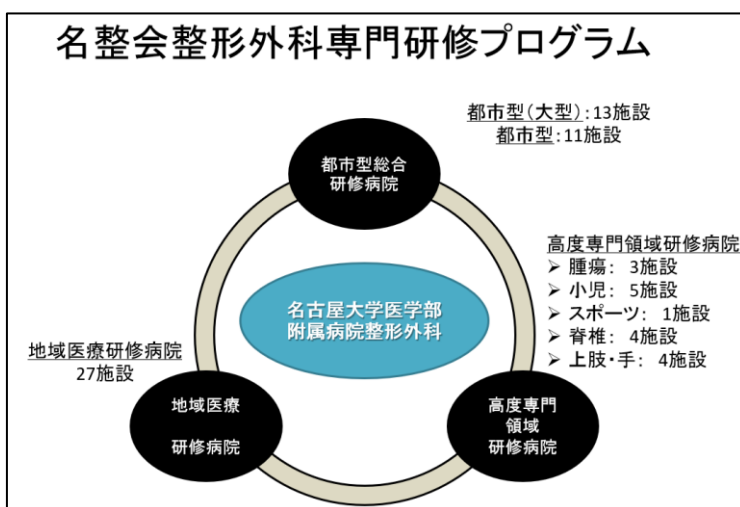 名整会整形外科専門研修プログラム
都市型(大型):13施設
都市型:11施設
都市型総合
研修病院
高度専門領域研修病院
➢ 腫瘍: 3施設
➢ 小児: 5施設
➢ スポーツ: 1施設
➢ 脊椎: 4施設
➢ 上肢・手: 4施設
名古屋大学医学部
附属病院整形外科
地域医療研修病院
27施設
地域医療
研修病院
高度専門
領域
研修病院